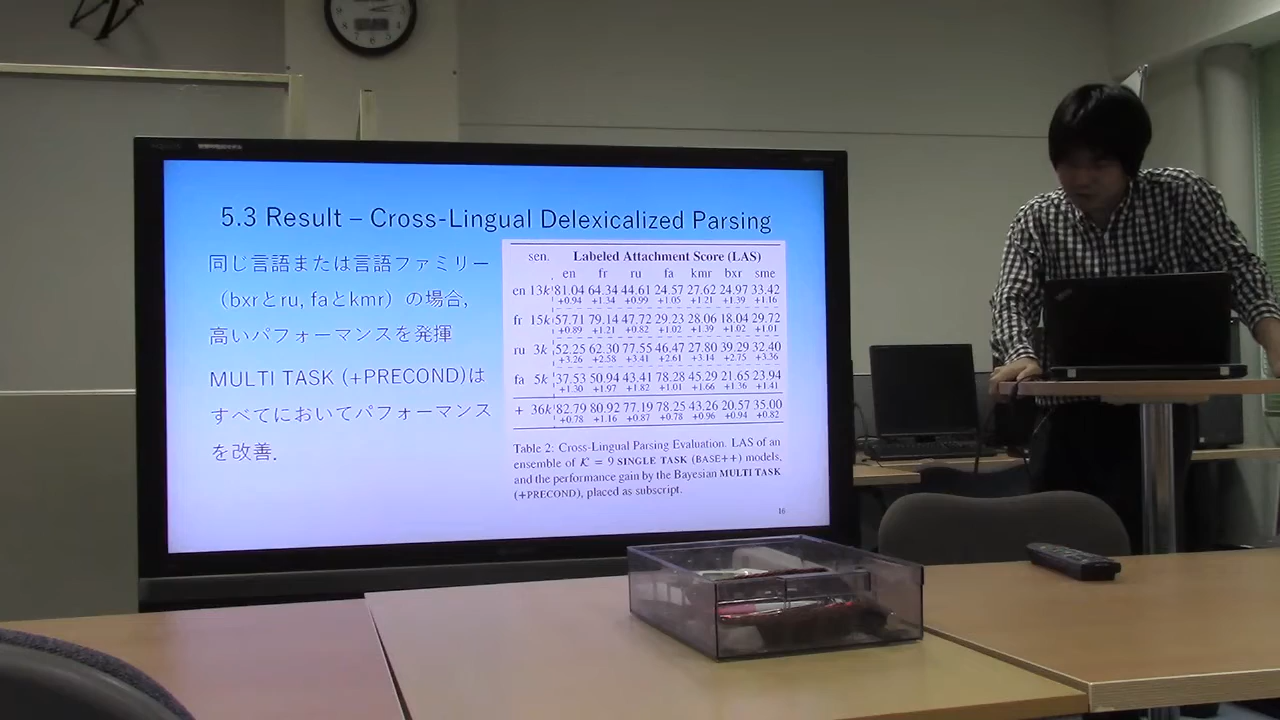 5.3 Result – Cross-Lingual Delexicalized Parsing
同じ言語または言語ファミリー
（bxrとru, faとkmr）の場合,
高いパフォーマンスを発揮
MULTI TASK (+PRECOND)は
すべてにおいてパフォーマンス
を改善.
sen. Labeled Attachment Score (LAS)
en fr ru fa kmr bxr sme
en 13k 81.04 64.34 44.61 24.57 27.62 24.97 33.42
+0.94 +1.34 +0.99 +1.05 +1.21 +1.39 +1.16
fr 15k 57.71 79.14 47.72 29.23 28.06 18.04 29.72
+0.89 +1.21 +0.82 +1.02 +1.39 +1.02 +1.01
ru 3k 52.25 62.30 77.55 46.47 27.80 39.29 32.40
+3.26 +2.58 +3.41 +2.61 +3.14 +2.75 +3.36
fa 5k 37.53 50.94 43.41 78.28 45.29 21.65 23.94
+1.30 +1.97 +1.82 +1.01 +1.66 +1.36 +1.41
+ 36k 82.79 80.92 77.19 78.25 43.26 20.57 35.00
+0.78 +1.16 +0.87 +0.78 +0.96 +0.94 +0.82
Table 2: Cross-Lingual Parsing Evaluation. LAS of an
ensemble of K = 9 SINGLE TASK (BASE++) models,
and the performance gain by the Bayesian MULTI TASK
(+PRECOND), placed as subscript.
16